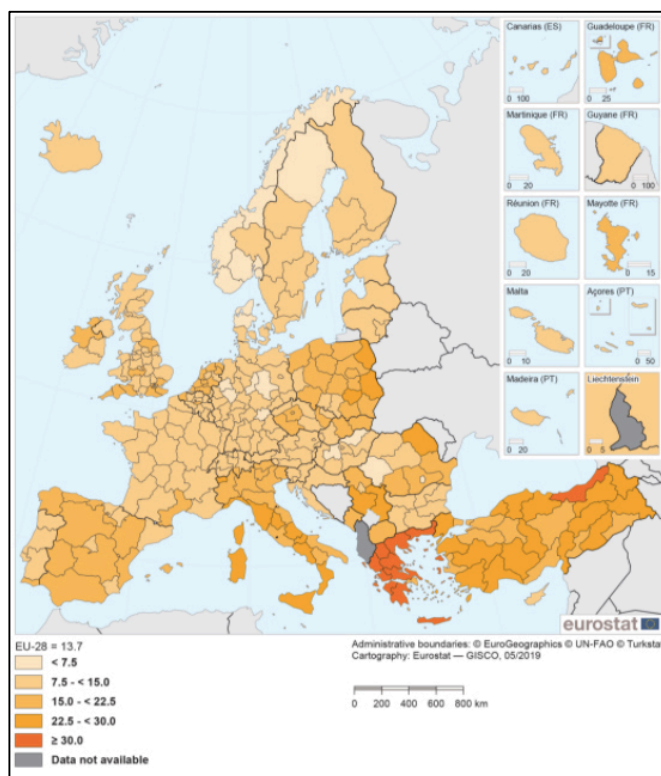 Canarias (ES)
0 100
Guadeloupe (FR)
0 25
Martinique (FR)
0 20
Guyane (FR)
0 100
Réunion (FR)
0 20
Mayotte (FR)
0 15
Malta
0 10
Açores (PT)
0 50
Madeira (PT)
0 20
Liechtenstein
0 5
eurostat
EU-28 = 13.7
< 7.5
7.5 - < 15.0
15.0 - < 22.5
22.5 - < 30.0
≥ 30.0
Data not available
Administrative boundaries: © EuroGeographics © UN-FAO © Turkstat
Cartography: Eurostat — GISCO, 05/2019
0 200 400 600 800 km